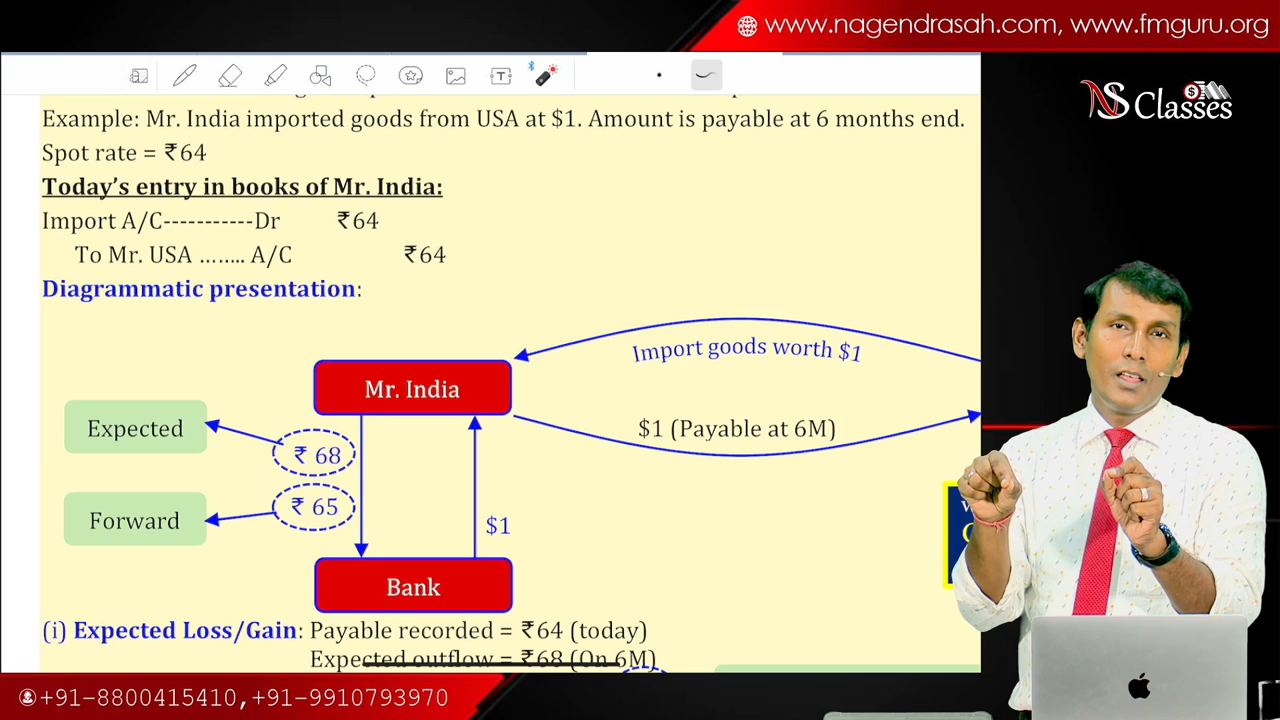 www.nagendrasah.com, www.fmguru.org
NS Classes
Example: Mr. India imported goods from USA at $1. Amount is payable at 6 months end.
Spot rate = ₹64
Today's entry in books of Mr. India:
Import A/C-----------Dr ₹64
To Mr. USA …….. A/C ₹64
Diagrammatic presentation:
Import goods worth $1
Mr. India
Expected
₹ 68
$1 (Payable at 6M)
Forward
₹ 65
$1
Bank
(i) Expected Loss/Gain: Payable recorded = ₹64 (today)
Expected outflow = ₹68 (On 6M)
+91-8800415410,+91-9910793970